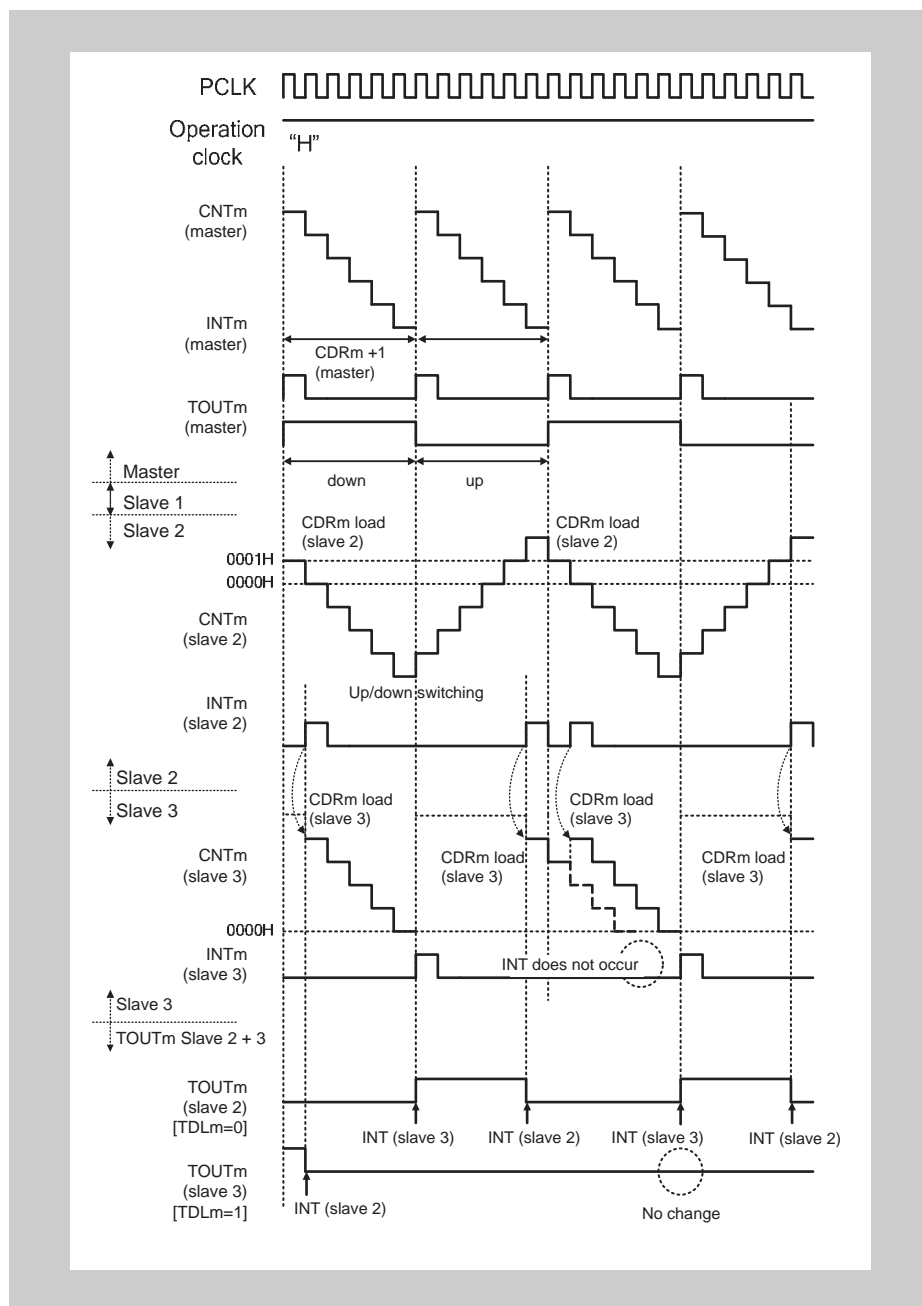 PCLK
Operation
clock
“H”
CNTm
(master)
INTm
(master)
CDRm +1
(master)
TOUTm
(master)
Master
down
up
Slave 1
Slave 2
CDRm load
(slave 2)
CDRm load
(slave 2)
0001H
0000H
CNTm
(slave 2)
Up/down switching
INTm
(slave 2)
Slave 2
Slave 3
CDRm load
(slave 3)
CDRm load
(slave 3)
CNTm
(slave 3)
CDRm load
(slave 3)
CDRm load
(slave 3)
0000H
INTm
(slave 3)
INT does not occur
Slave 3
TOUTm Slave 2 + 3
TOUTm
(slave 2)
[TDLm=0]
INT (slave 3)
INT (slave 2)
INT (slave 3)
INT (slave 2)
TOUTm
(slave 3)
[TDLm=1]
INT (slave 2)
No change